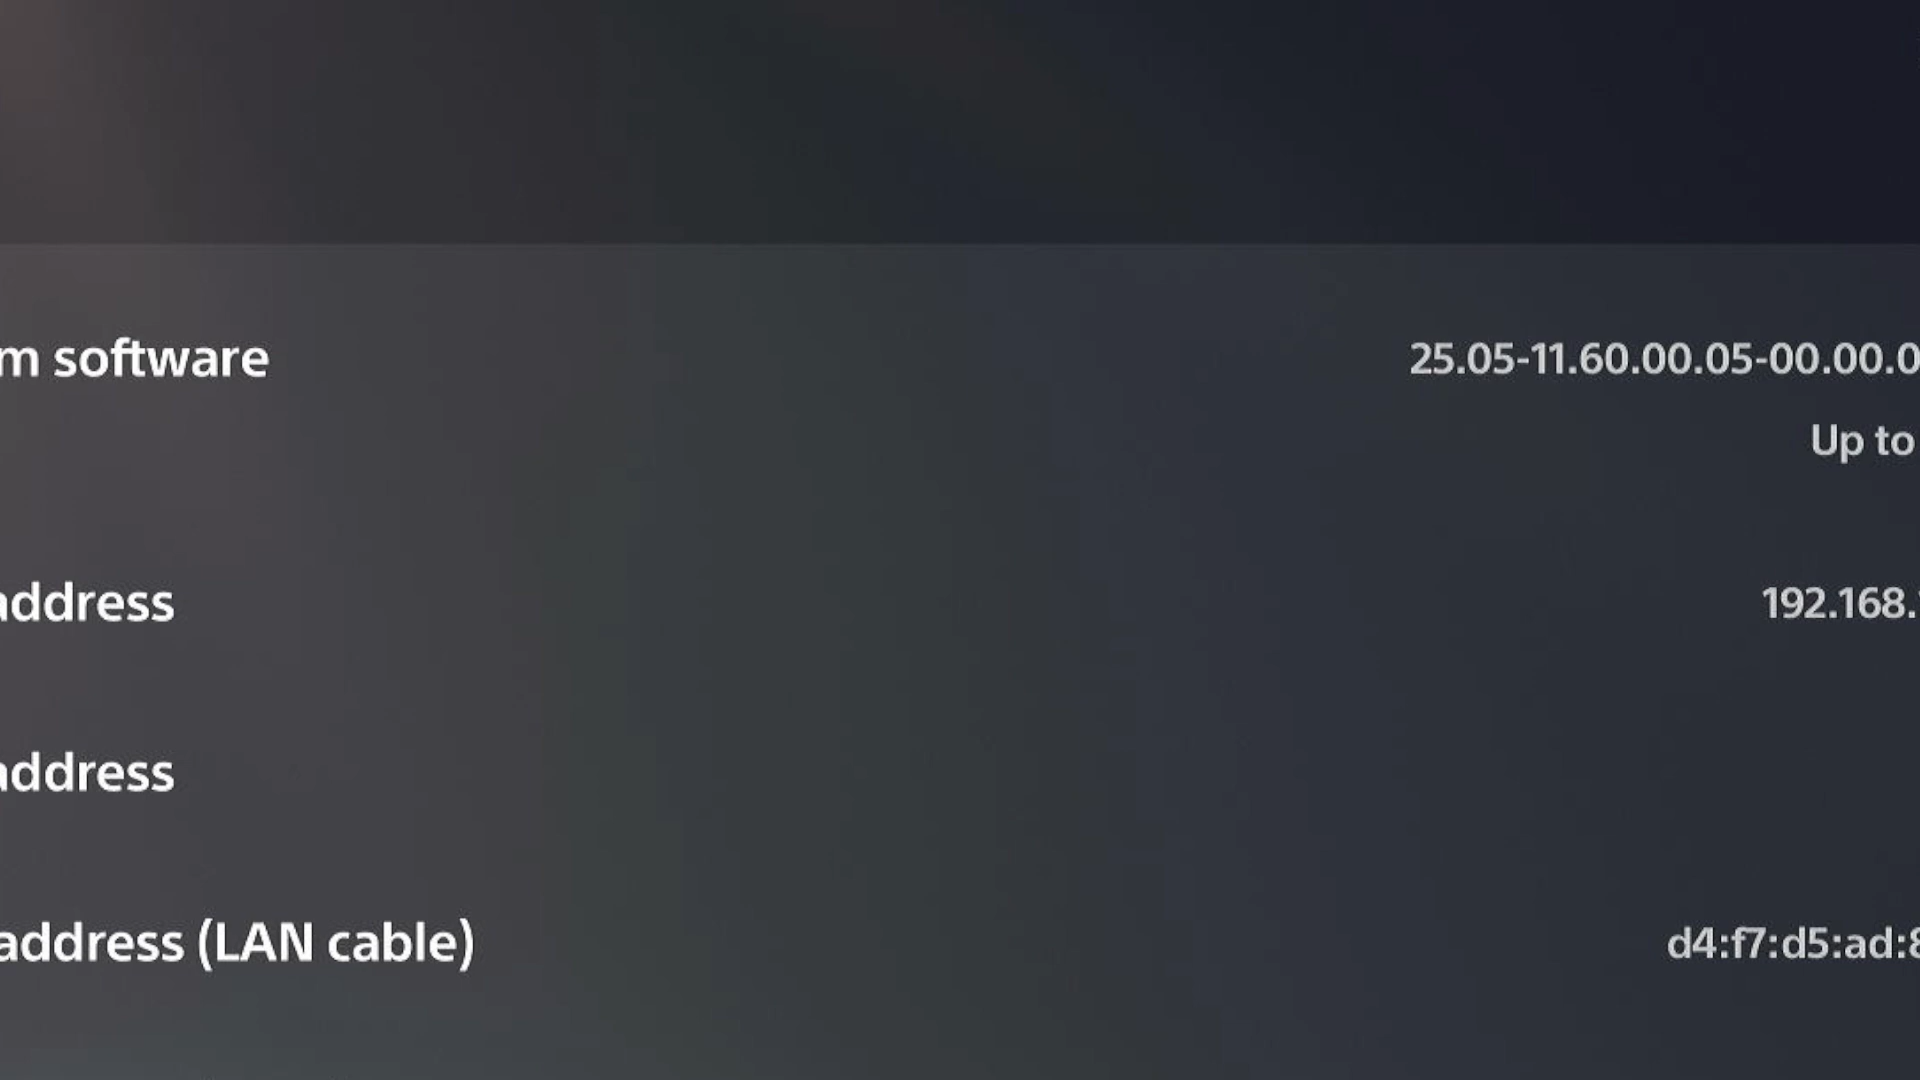 m software 25.05-11.60.00.05-00.00.0
Up to
address 192.168.
address
address (LAN cable) d4:f7:d5:ad:8